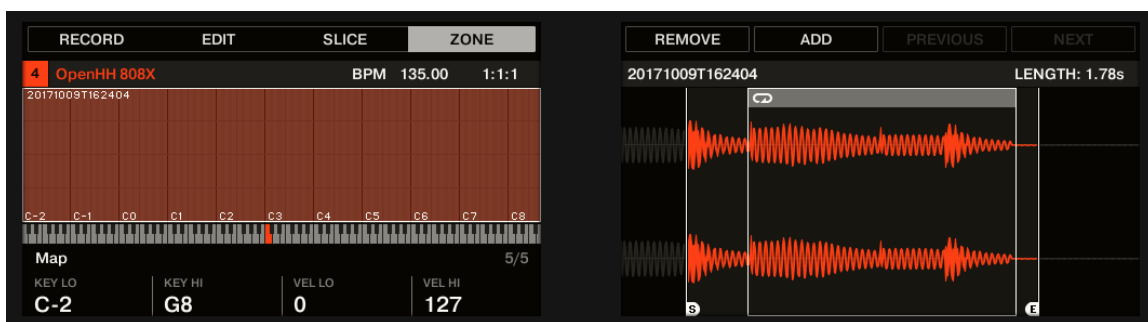 RECORD EDIT SLICE ZONE
4 OpenHH 808X BPM 135.00 1:1:1
20171009T162404
C-2 C-1 C0 C1 C2 C3 C4 C5 C6 C7 C8
Map 5/5
KEY LO KEY HI VEL LO VEL HI
C-2 G8 0 127
REMOVE ADD PREVIOUS NEXT
20171009T162404 LENGTH: 1.78s
S E